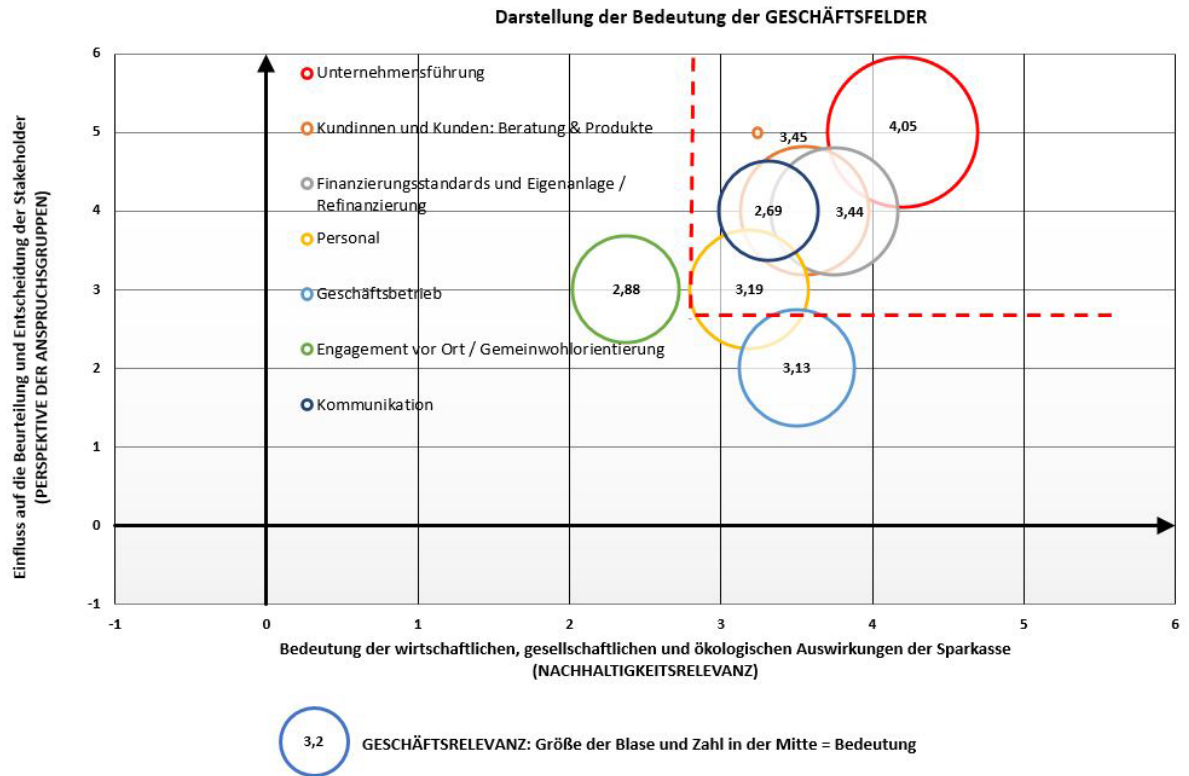 Darstellung der Bedeutung der GESCHÄFTSFELDER
Einfluss auf die Beurteilung und Entscheidung der Stakeholder
(PERSPEKTIVE DER ANSPRUCHSGRUPPEN)
6
5
4
3
2
1
0
-1
Unternehmensführung
Kundinnen und Kunden: Beratung & Produkte
Finanzierungsstandards und Eigenanlage /
Refinanzierung
Personal
Geschäftsbetrieb
Engagement vor Ort / Gemeinwohlorientierung
Kommunikation
4,05
3,45
2,69
3,44
2,88
3,19
3,13
-1
0
1
2
3
4
5
6
Bedeutung der wirtschaftlichen, gesellschaftlichen und ökologischen Auswirkungen der Sparkasse
(NACHHALTIGKEITSRELEVANZ)
3,2
GESCHÄFTSRELEVANZ: Größe der Blase und Zahl in der Mitte = Bedeutung